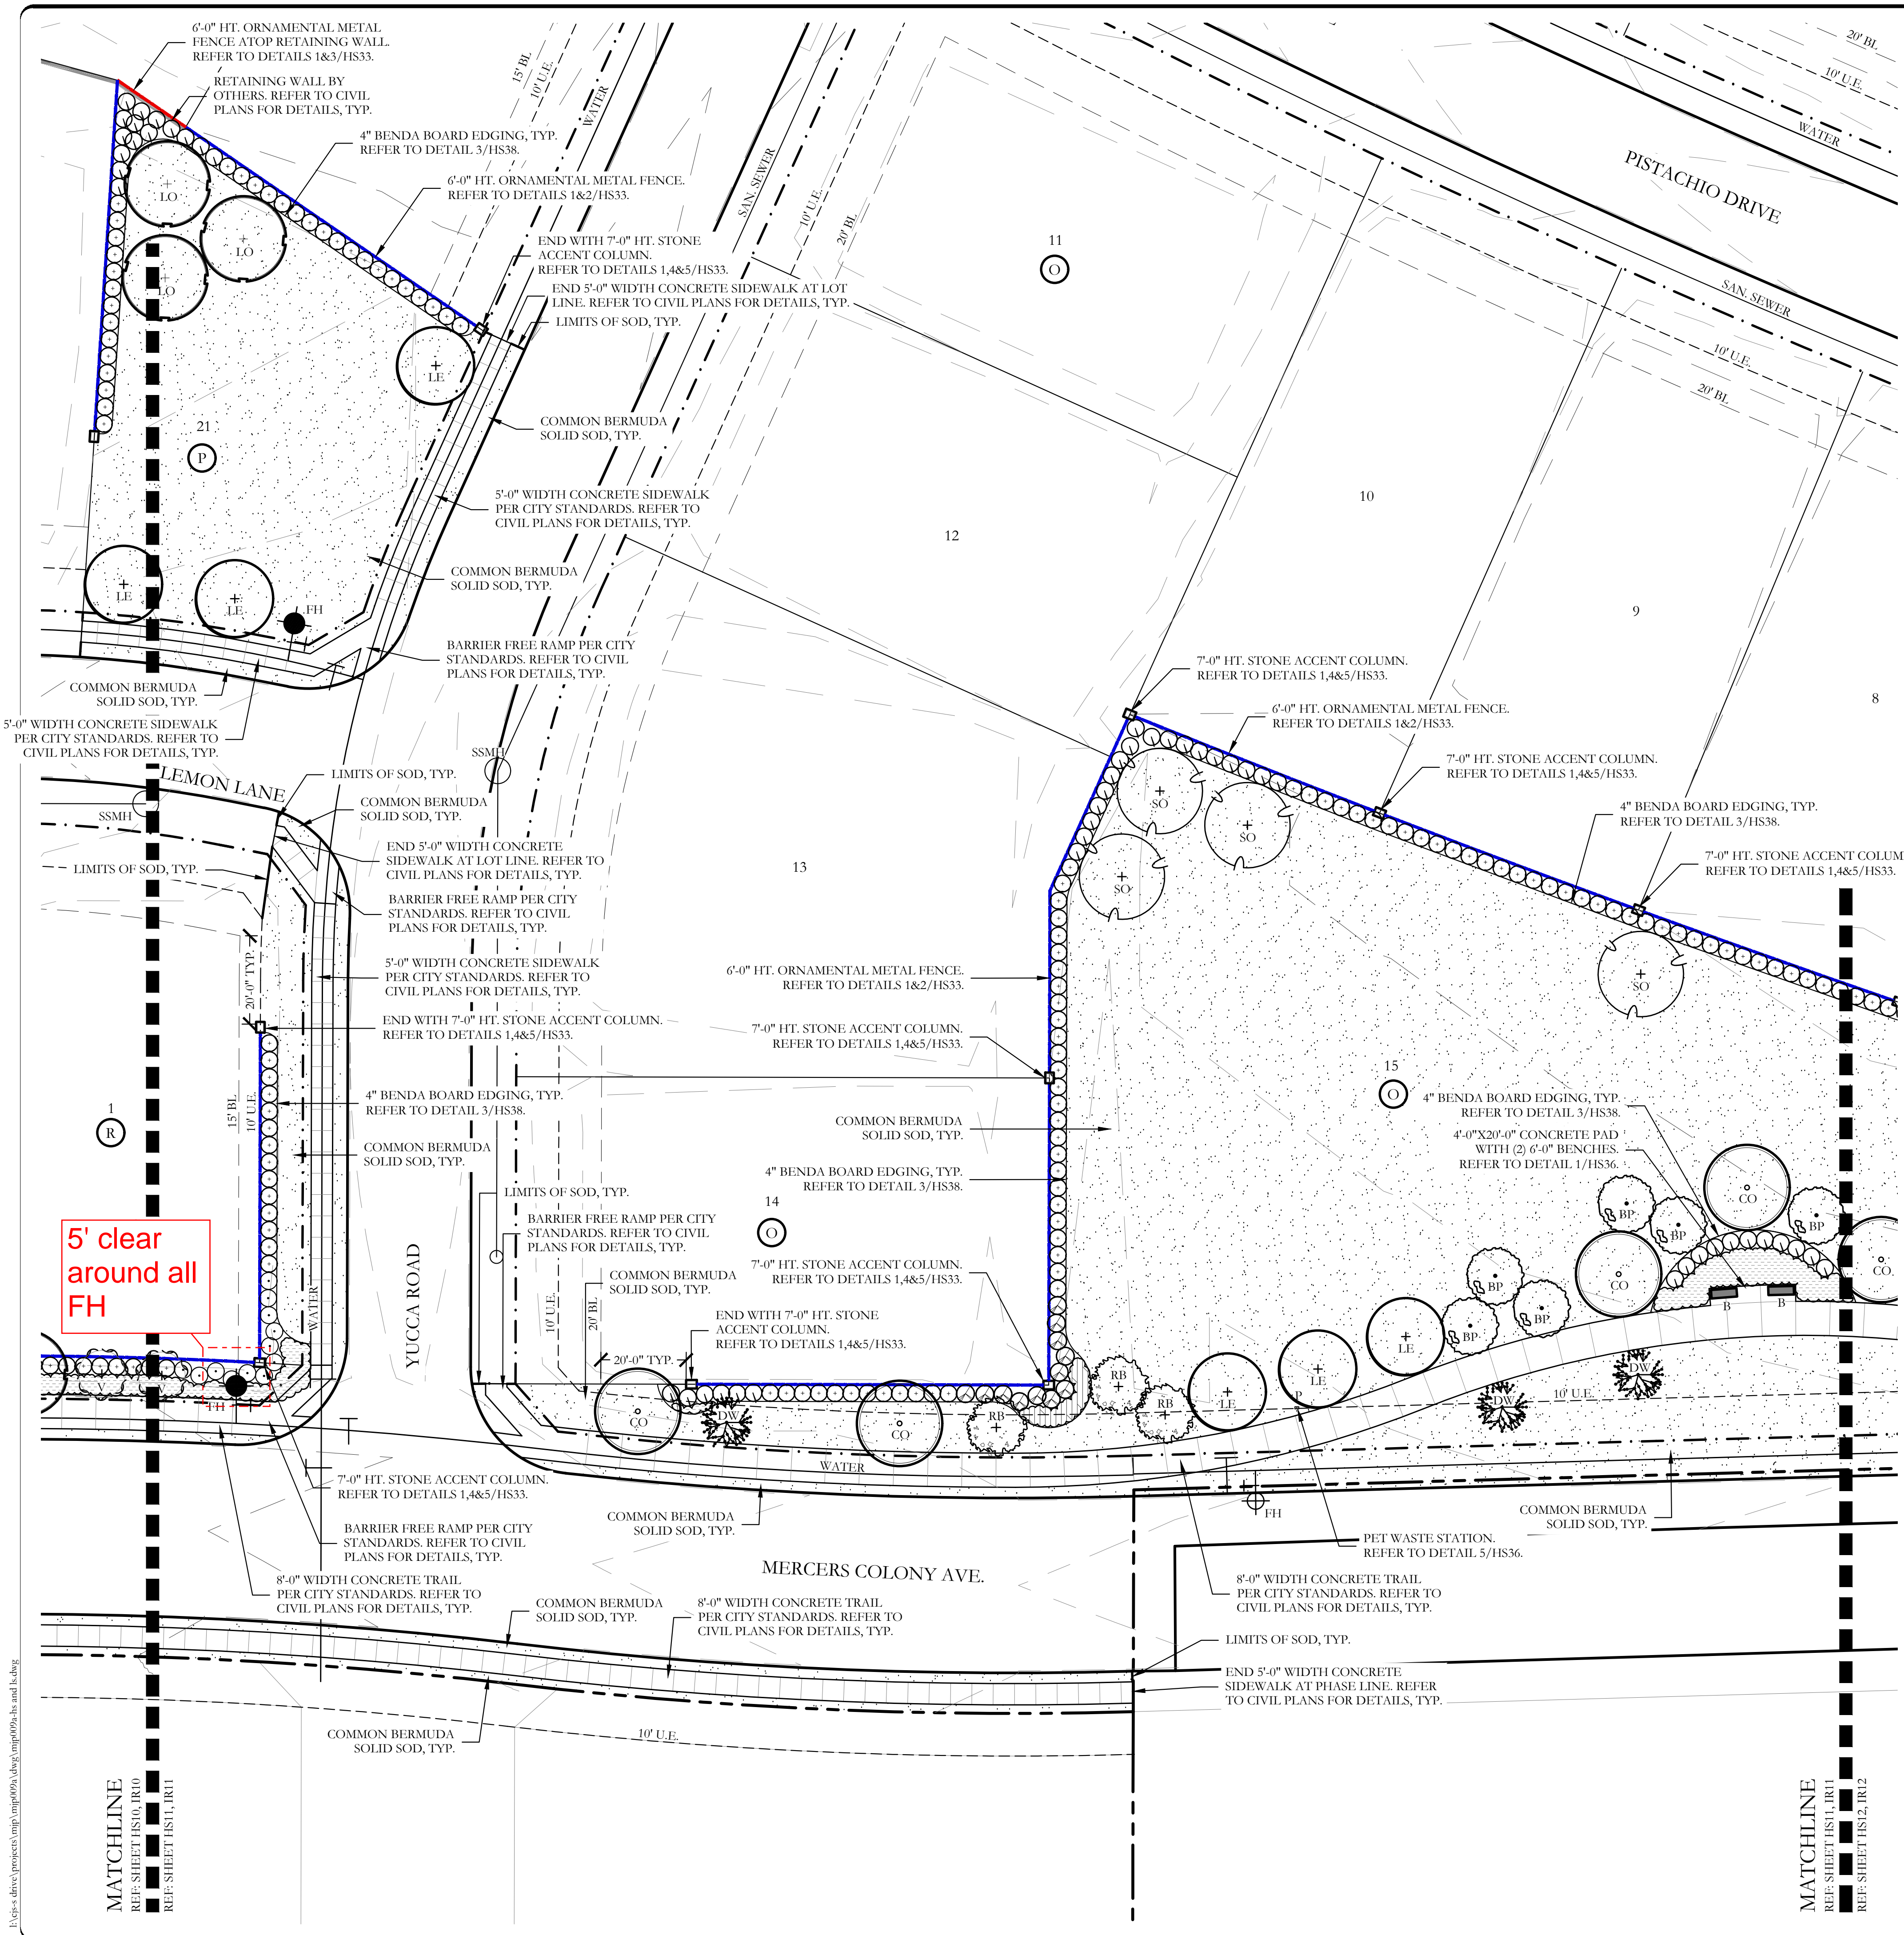 6'-0" HT. ORNAMENTAL METAL
FENCE ATOP RETAINING WALL.
REFER TO DETAILS 1&3/HS33.
RETAINING WALL BY
OTHERS. REFER TO CIVIL
PLANS FOR DETAILS, TYP.
4" BENDA BOARD EDGING, TYP.
REFER TO DETAIL 3/HS38.
6'-0" HT. ORNAMENTAL METAL FENCE.
REFER TO DETAILS 1&2/HS33.
END WITH 7'-0" HT. STONE
ACCENT COLUMN.
REFER TO DETAILS 1,4&5/HS33.
END 5'-0" WIDTH CONCRETE SIDEWALK AT LOT
LINE. REFER TO CIVIL PLANS FOR DETAILS, TYP.
LIMITS OF SOD, TYP.
15' BL
10' U.E.
WATER
SAN. SEWER
10' U.E.
20' BL
20' BL
10' U.E.
WATER
PISTACHIO DRIVE
SAN. SEWER
10' U.E.
20' BL
LO
LO
LO
LE
11
O
COMMON BERMUDA
SOLID SOD, TYP.
21
P
5'-0" WIDTH CONCRETE SIDEWALK
PER CITY STANDARDS. REFER TO
CIVIL PLANS FOR DETAILS, TYP.
12
10
9
8
COMMON BERMUDA
SOLID SOD, TYP.
LE
LE
FH
BARRIER FREE RAMP PER CITY
STANDARDS. REFER TO CIVIL
PLANS FOR DETAILS, TYP.
COMMON BERMUDA
SOLID SOD, TYP.
5'-0" WIDTH CONCRETE SIDEWALK
PER CITY STANDARDS. REFER TO
CIVIL PLANS FOR DETAILS, TYP.
7'-0" HT. STONE ACCENT COLUMN.
REFER TO DETAILS 1,4&5/HS33.
6'-0" HT. ORNAMENTAL METAL FENCE.
REFER TO DETAILS 1&2/HS33.
7'-0" HT. STONE ACCENT COLUMN.
REFER TO DETAILS 1,4&5/HS33.
4" BENDA BOARD EDGING, TYP.
REFER TO DETAIL 3/HS38.
7'-0" HT. STONE ACCENT COLUM
REFER TO DETAILS 1,4&5/HS33.
SSMH
LEMON LANE
SSMH
LIMITS OF SOD, TYP.
COMMON BERMUDA
SOLID SOD, TYP.
END 5'-0" WIDTH CONCRETE
SIDEWALK AT LOT LINE. REFER TO
CIVIL PLANS FOR DETAILS, TYP.
LIMITS OF SOD, TYP.
BARRIER FREE RAMP PER CITY
STANDARDS. REFER TO CIVIL
PLANS FOR DETAILS, TYP.
13
SO
SO
SO
SO
20'-0" TYP.
5'-0" WIDTH CONCRETE SIDEWALK
PER CITY STANDARDS. REFER TO
CIVIL PLANS FOR DETAILS, TYP.
END WITH 7'-0" HT. STONE ACCENT COLUMN.
REFER TO DETAILS 1,4&5/HS33.
6'-0" HT. ORNAMENTAL METAL FENCE.
REFER TO DETAILS 1&2/HS33.
7'-0" HT. STONE ACCENT COLUMN.
REFER TO DETAILS 1,4&5/HS33.
1
R
15' BL
10' U.E.
4" BENDA BOARD EDGING, TYP.
REFER TO DETAIL 3/HS38.
COMMON BERMUDA
SOLID SOD, TYP.
COMMON BERMUDA
SOLID SOD, TYP.
4" BENDA BOARD EDGING, TYP.
REFER TO DETAIL 3/HS38.
15
O
4" BENDA BOARD EDGING, TYP.
REFER TO DETAIL 3/HS38.
4'-0"X20'-0" CONCRETE PAD
WITH (2) 6'-0" BENCHES.
REFER TO DETAIL 1/HS36.
LIMITS OF SOD, TYP.
14
O
BARRIER FREE RAMP PER CITY
STANDARDS. REFER TO CIVIL
PLANS FOR DETAILS, TYP.
COMMON BERMUDA
SOLID SOD, TYP.
7'-0" HT. STONE ACCENT COLUMN.
REFER TO DETAILS 1,4&5/HS33.
END WITH 7'-0" HT. STONE
ACCENT COLUMN.
REFER TO DETAILS 1,4&5/HS33.
5' clear
around all
FH
WATER
YUCCA ROAD
10' U.E.
20' BL
20'-0" TYP.
FH
CO
DW
CO
RB
RB
RB
LE
LE
P
LE
BP
BP
BP
BP
BP
BP
CO
CO
CO
B
B
DW
DW
10' U.E.
WATER
7'-0" HT. STONE ACCENT COLUMN.
REFER TO DETAILS 1,4&5/HS33.
COMMON BERMUDA
SOLID SOD, TYP.
FH
COMMON BERMUDA
SOLID SOD, TYP.
PET WASTE STATION.
REFER TO DETAIL 5/HS36.
BARRIER FREE RAMP PER CITY
STANDARDS. REFER TO CIVIL
PLANS FOR DETAILS, TYP.
MERCERS COLONY AVE.
8'-0" WIDTH CONCRETE TRAIL
PER CITY STANDARDS. REFER TO
CIVIL PLANS FOR DETAILS, TYP.
COMMON BERMUDA
SOLID SOD, TYP.
8'-0" WIDTH CONCRETE TRAIL
PER CITY STANDARDS. REFER TO
CIVIL PLANS FOR DETAILS, TYP.
8'-0" WIDTH CONCRETE TRAIL
PER CITY STANDARDS. REFER TO
CIVIL PLANS FOR DETAILS, TYP.
LIMITS OF SOD, TYP.
END 5'-0" WIDTH CONCRETE
SIDEWALK AT PHASE LINE. REFER
TO CIVIL PLANS FOR DETAILS, TYP.
COMMON BERMUDA
SOLID SOD, TYP.
10' U.E.
MATCHLINE
REF: SHEET HS10, IR10
REF: SHEET HS11, IR11
MATCHLINE
REF: SHEET HS11, IR11
REF: SHEET HS12, IR12